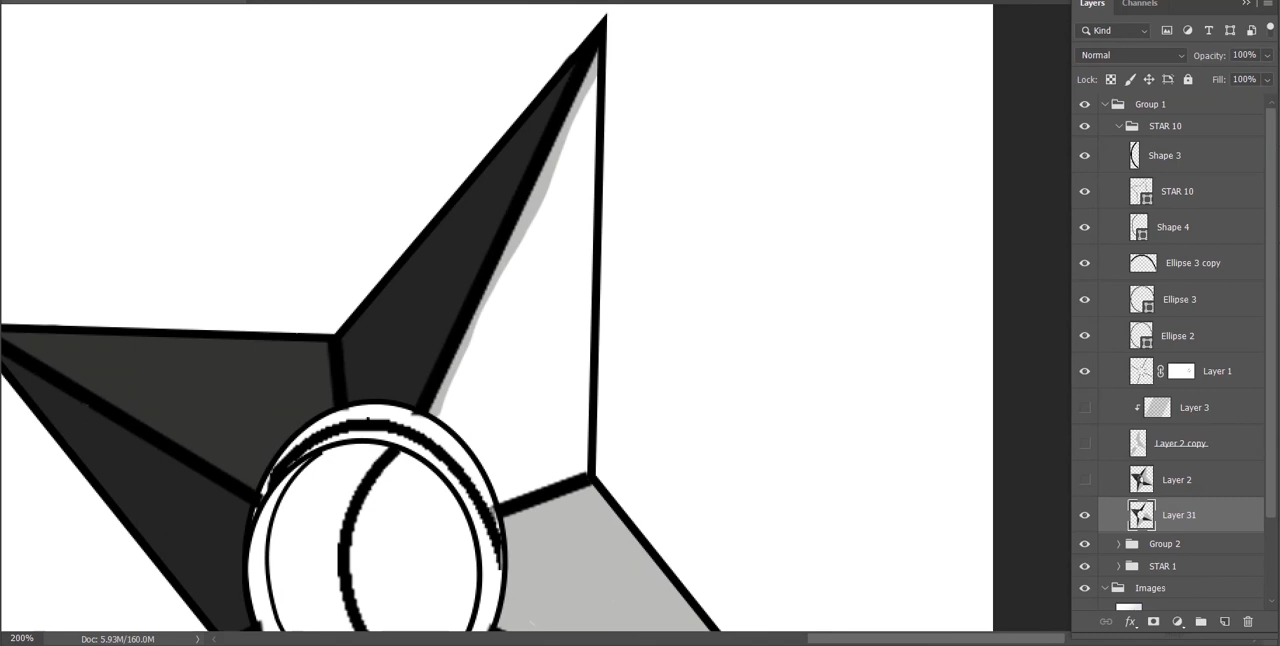 Layers Channels
Kind
Normal Opacity: 100%
Lock: Fill: 100%
Group 1
STAR 10
Shape 3
STAR 10
Shape 4
Ellipse 3 copy
Ellipse 3
Ellipse 2
Layer 1
Layer 3
Layer 2 copy
Layer 2
Layer 31
Group 2
STAR 1
Images
200% Doc: 5.93M/160.0M